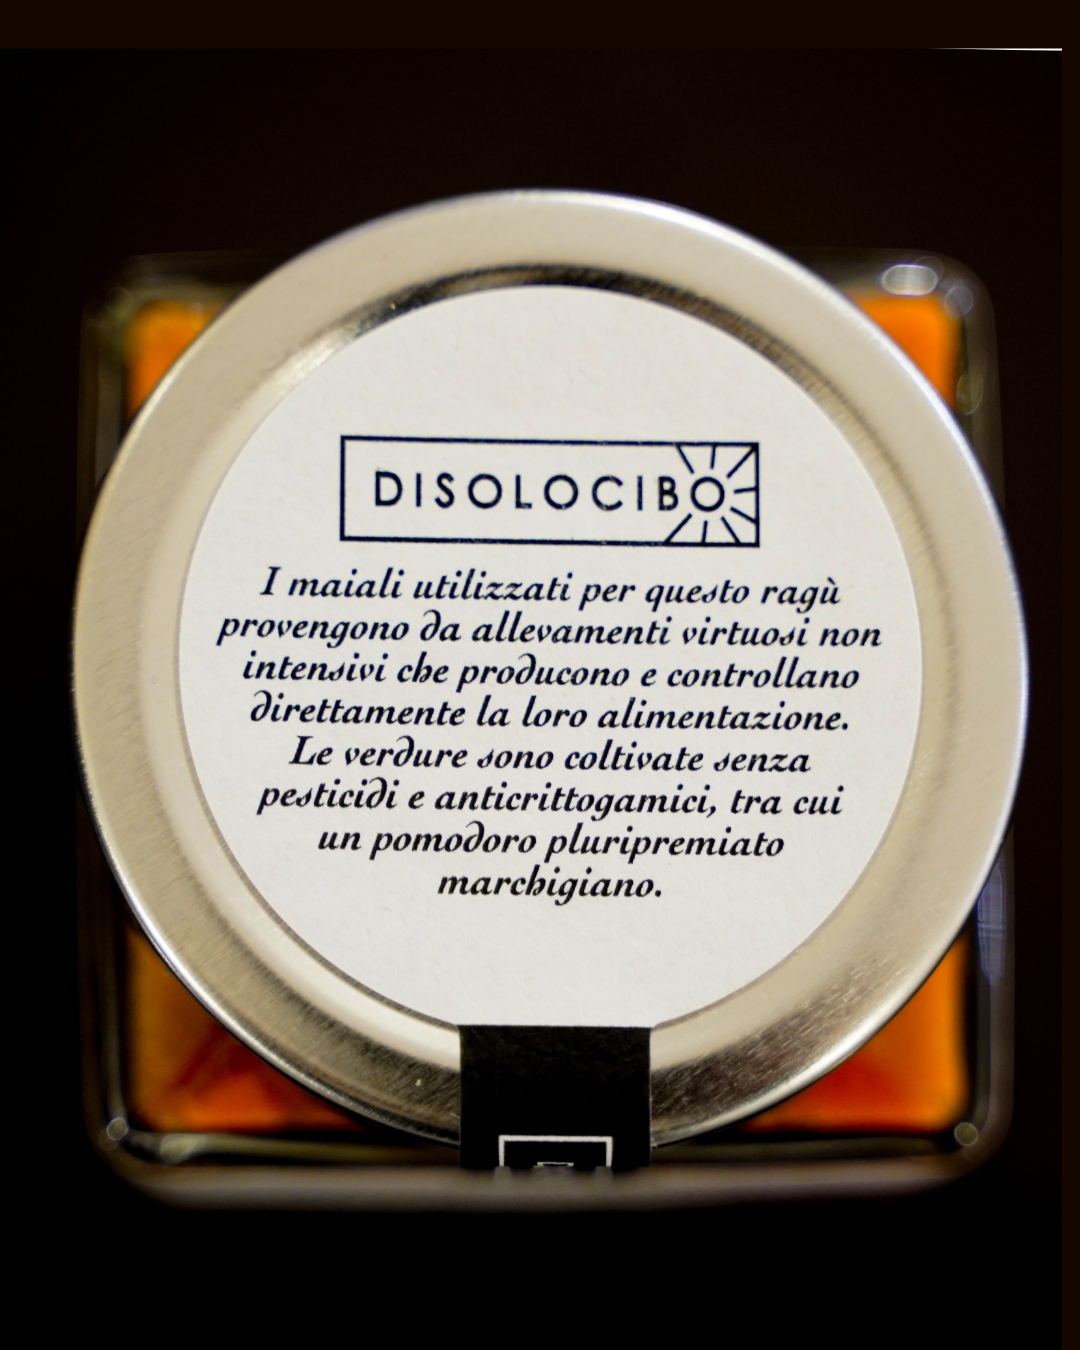 DISOLOCIBO
I maiali utilizzati per questo ragù
provengono da allevamenti virtuosi non
intensivi che producono e controllano
direttamente la loro alimentazione.
Le verdure sono coltivate senza
pesticidi e anticrittogamici, tra cui
un pomodoro pluripremiato
marchigiano.